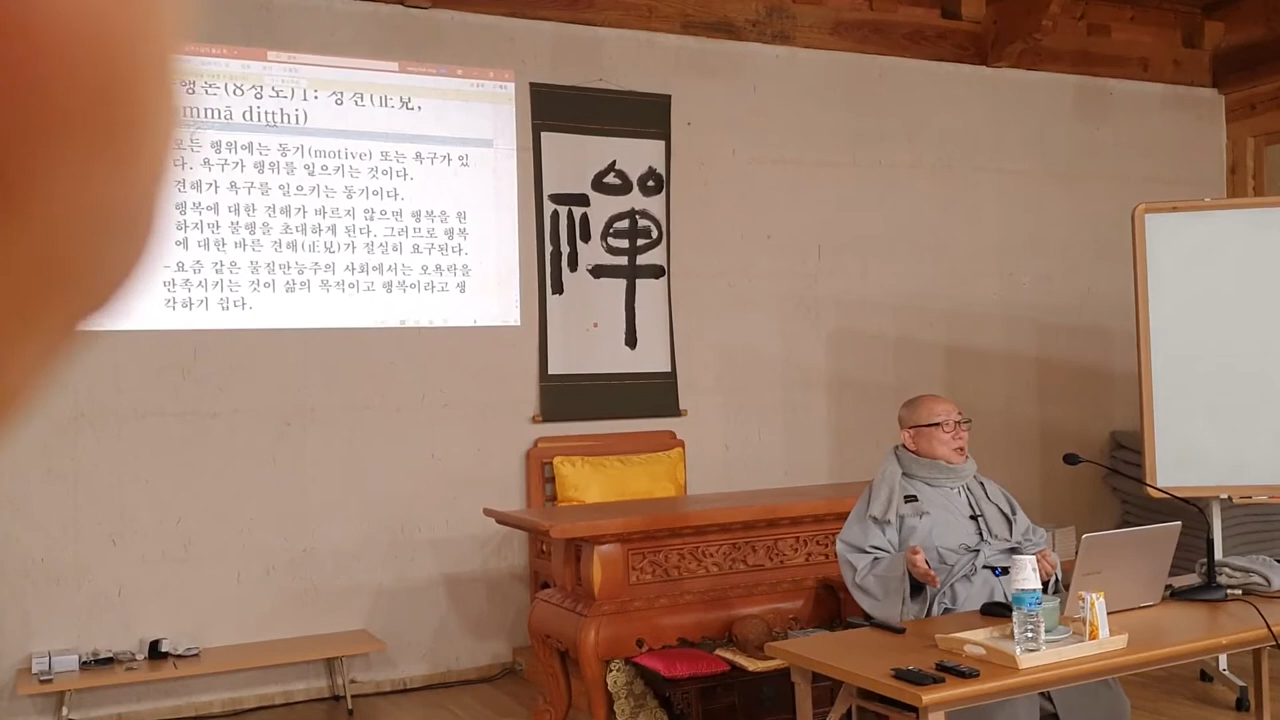 행론(8정도)1: 정견(正見,
mmā diṭṭhi)
모든 행위에는 동기(motive) 또는 욕구가 있
다. 욕구가 행위를 일으키는 것이다.
견해가 욕구를 일으키는 동기이다.
행복에 대한 견해가 바르지 않으면 행복을 원
하지만 불행을 초대하게 된다. 그러므로 행복
에 대한 바른 견해(正見)가 절실히 요구된다.
-요즘 같은 물질만능주의 사회에서는 오욕락을
만족시키는 것이 삶의 목적이고 행복이라고 생
각하기 쉽다.
禪